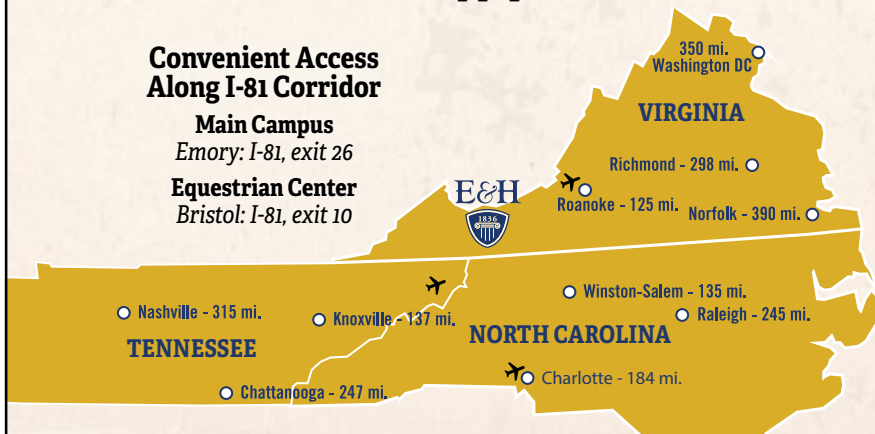 Convenient Access
Along I-81 Corridor
Main Campus
Emory: I-81, exit 26
Equestrian Center
Bristol: I-81, exit 10
350 mi.
Washington DC
VIRGINIA
Richmond - 298 mi.
E&H
1836
Roanoke - 125 mi.
Norfolk - 390 mi.
Nashville - 315 mi.
Knoxville - 137 mi.
TENNESSEE
Chattanooga - 247 mi.
Winston-Salem - 135 mi.
Raleigh - 245 mi.
NORTH CAROLINA
Charlotte - 184 mi.